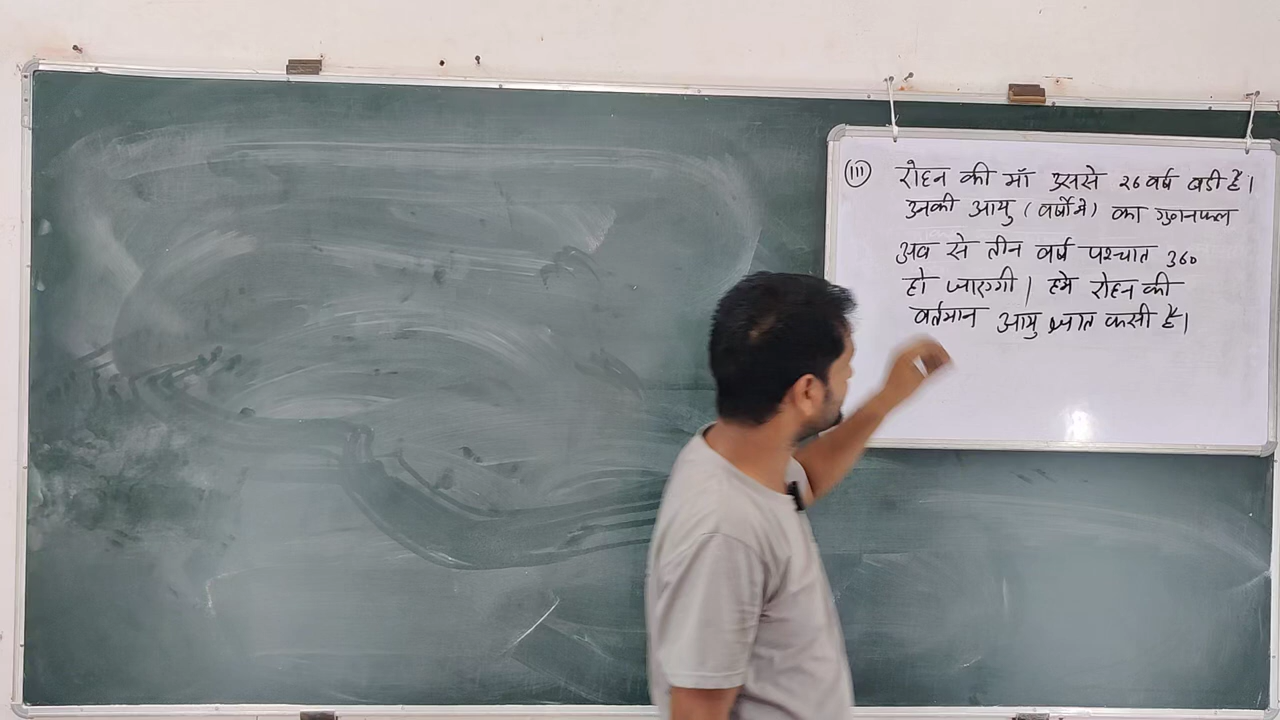 (iii) रोहन की माँ उससे २6 वर्ष बडी है।
उनकी आयु (वर्षो मे) का गुणनफल
अब से तीन वर्ष पश्चात 360
हो जाएगी। हमे रोहन की
वर्तमान आयु ज्ञात करनी है।